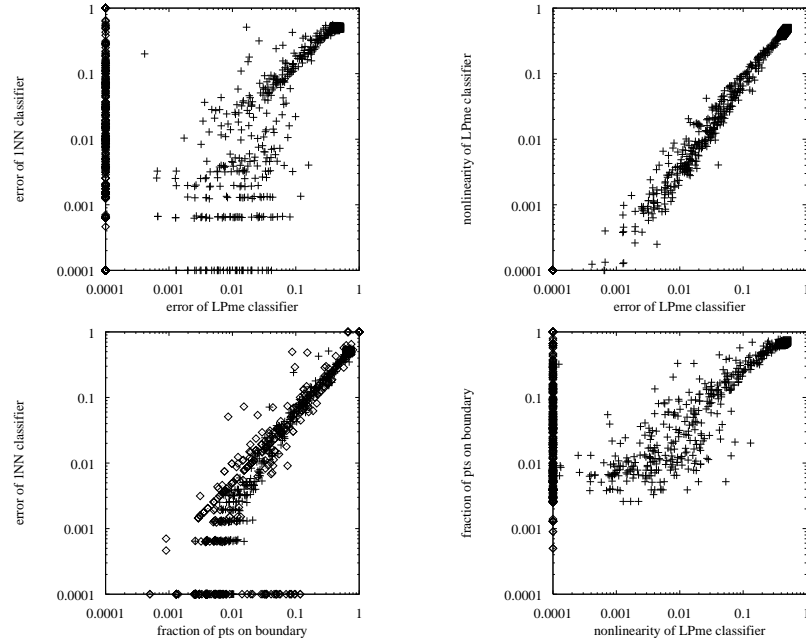 1
0.1
0.01
0.001
0.0001
0.0001 0.001 0.01 0.1 1
error of 1NN classifier
error of LPme classifier
1
0.1
0.01
0.001
0.0001
0.0001 0.001 0.01 0.1 1
nonlinearity of LPme classifier
error of LPme classifier
1
0.1
0.01
0.001
0.0001
0.0001 0.001 0.01 0.1 1
error of 1NN classifier
fraction of pts on boundary
1
0.1
0.01
0.001
0.0001
0.0001 0.001 0.01 0.1 1
fraction of pts on boundary
nonlinearity of LPme classifier